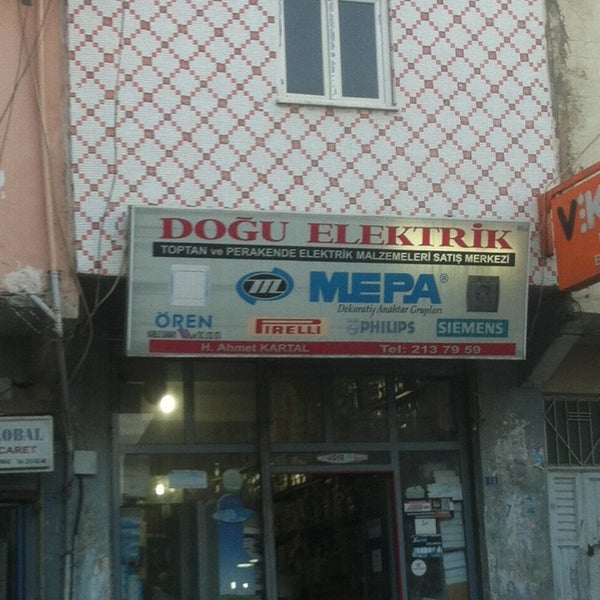 DOĞU ELEKTRİK
TOPTAN ve PERAKENDE ELEKTRİK MALZEMELERİ SATIŞ MERKEZİ
MEPA®
Dekoratif Anahtar Grupları
ÖREN PIRELLI PHILIPS SIEMENS
H. Ahmet KARTAL Tel: 213 79 59
LOBAL
CARET